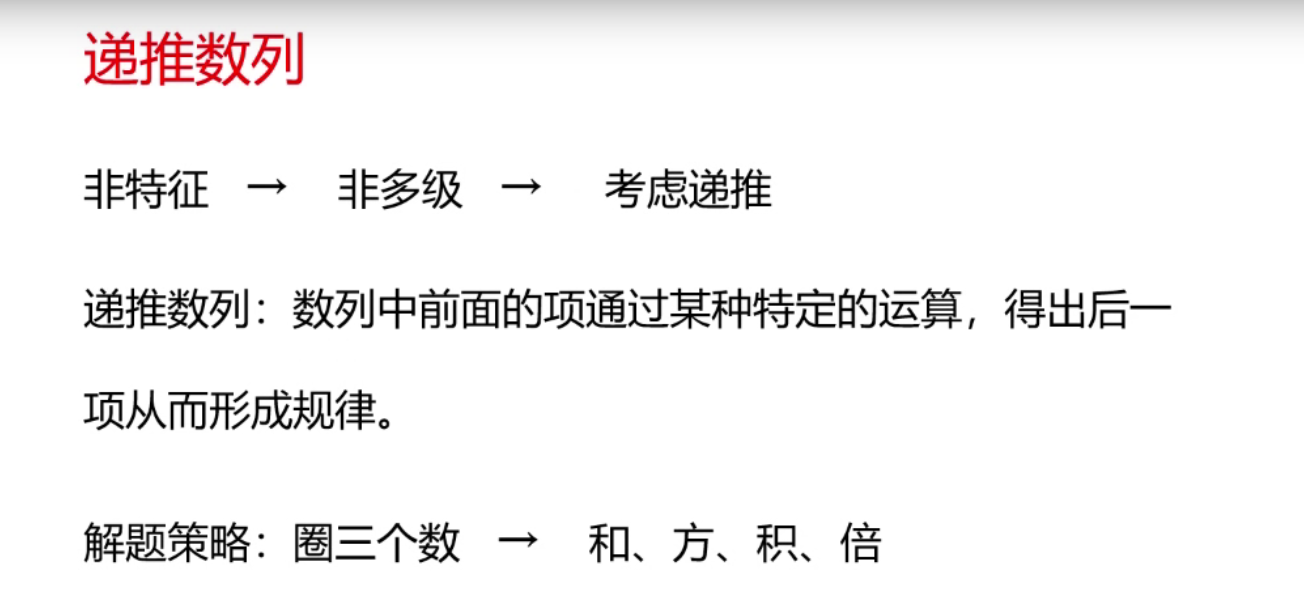 递推数列
非特征 → 非多级 → 考虑递推
递推数列：数列中前面的项通过某种特定的运算，得出后一
项从而形成规律。
解题策略：圈三个数 → 和、方、积、倍